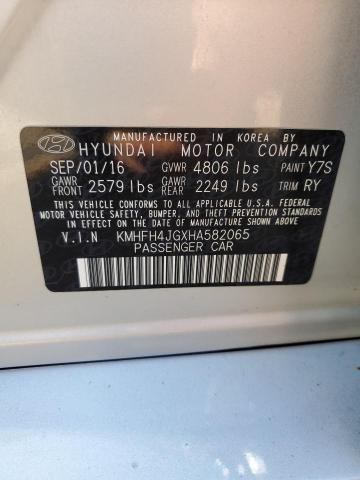 MANUFACTURED IN KOREA BY
HYUNDAI MOTOR COMPANY
SEP/01/16 GVWR 4806 lbs PAINT Y7S
GAWR FRONT 2579 lbs GAWR REAR 2249 lbs TRIM RY
THIS VEHICLE CONFORMS TO ALL APPLICABLE U.S.A. FEDERAL
MOTOR VEHICLE SAFETY, BUMPER, AND THEFT PREVENTION
STANDARDS IN EFFECT ON THE DATE OF MANUFACTURE SHOWN ABOVE.
V.I.N KMHFH4JGXHA582065
PASSENGER CAR